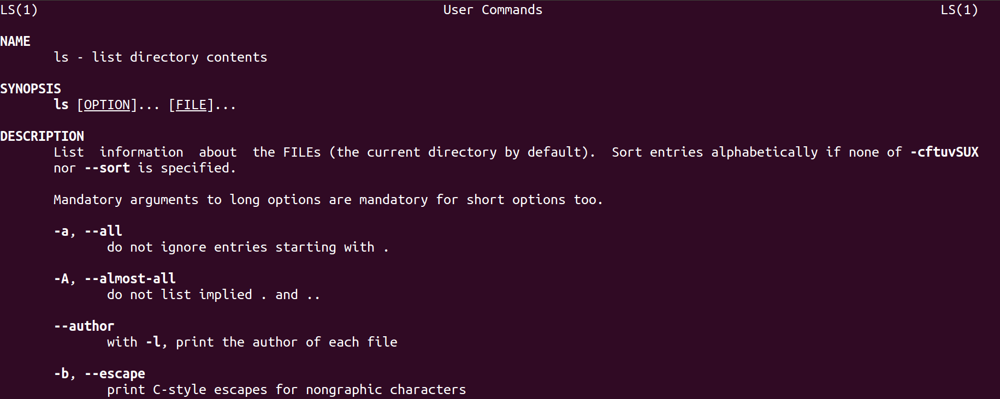 LS(1) User Commands LS(1)
NAME
ls - list directory contents
SYNOPSIS
ls [OPTION]... [FILE]...
DESCRIPTION
List information about the FILEs (the current directory by default). Sort entries alphabetically if none of -cftuvSUX
nor --sort is specified.
Mandatory arguments to long options are mandatory for short options too.
-a, --all
do not ignore entries starting with .
-A, --almost-all
do not list implied . and ..
--author
with -l, print the author of each file
-b, --escape
print C-style escapes for nongraphic characters